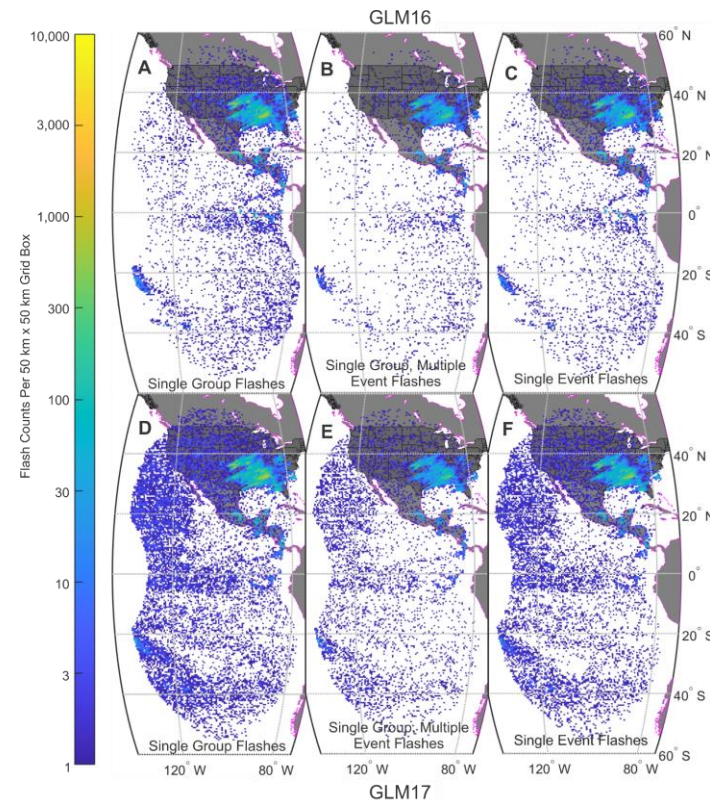 GLM16
10,000
3,000
1,000
300
100
30
10
3
1
Flash Counts Per 50 km x 50 km Grid Box
A
B
C
60° N
40° N
20° N
0°
20° S
40° S
Single Group Flashes
Single Group, Multiple
Event Flashes
Single Event Flashes
D
E
F
40° N
20° N
0°
20° S
40° S
60° S
Single Group Flashes
Single Group, Multiple
Event Flashes
Single Event Flashes
120° W
80° W
120° W
80° W
120° W
80° W
GLM17